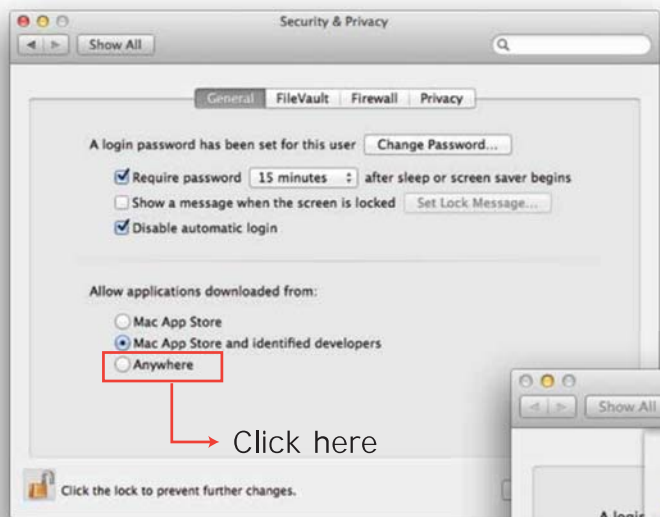 Security & Privacy
Show All
General FileVault Firewall Privacy
A login password has been set for this user Change Password...
Require password 15 minutes after sleep or screen saver begins
Show a message when the screen is locked Set Lock Message...
Disable automatic login
Allow applications downloaded from:
Mac App Store
Mac App Store and identified developers
Anywhere
Click here
Click the lock to prevent further changes.
Show All
A login